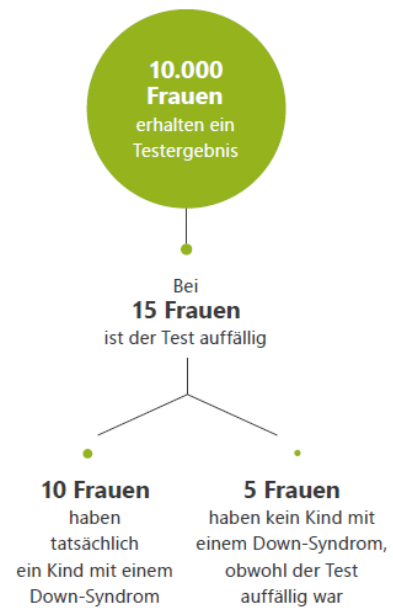 10.000
Frauen
erhalten ein
Testergebnis
Bei
15 Frauen
ist der Test auffällig
10 Frauen
haben
tatsächlich
ein Kind mit einem
Down-Syndrom
5 Frauen
haben kein Kind mit
einem Down-Syndrom,
obwohl der Test
auffällig war